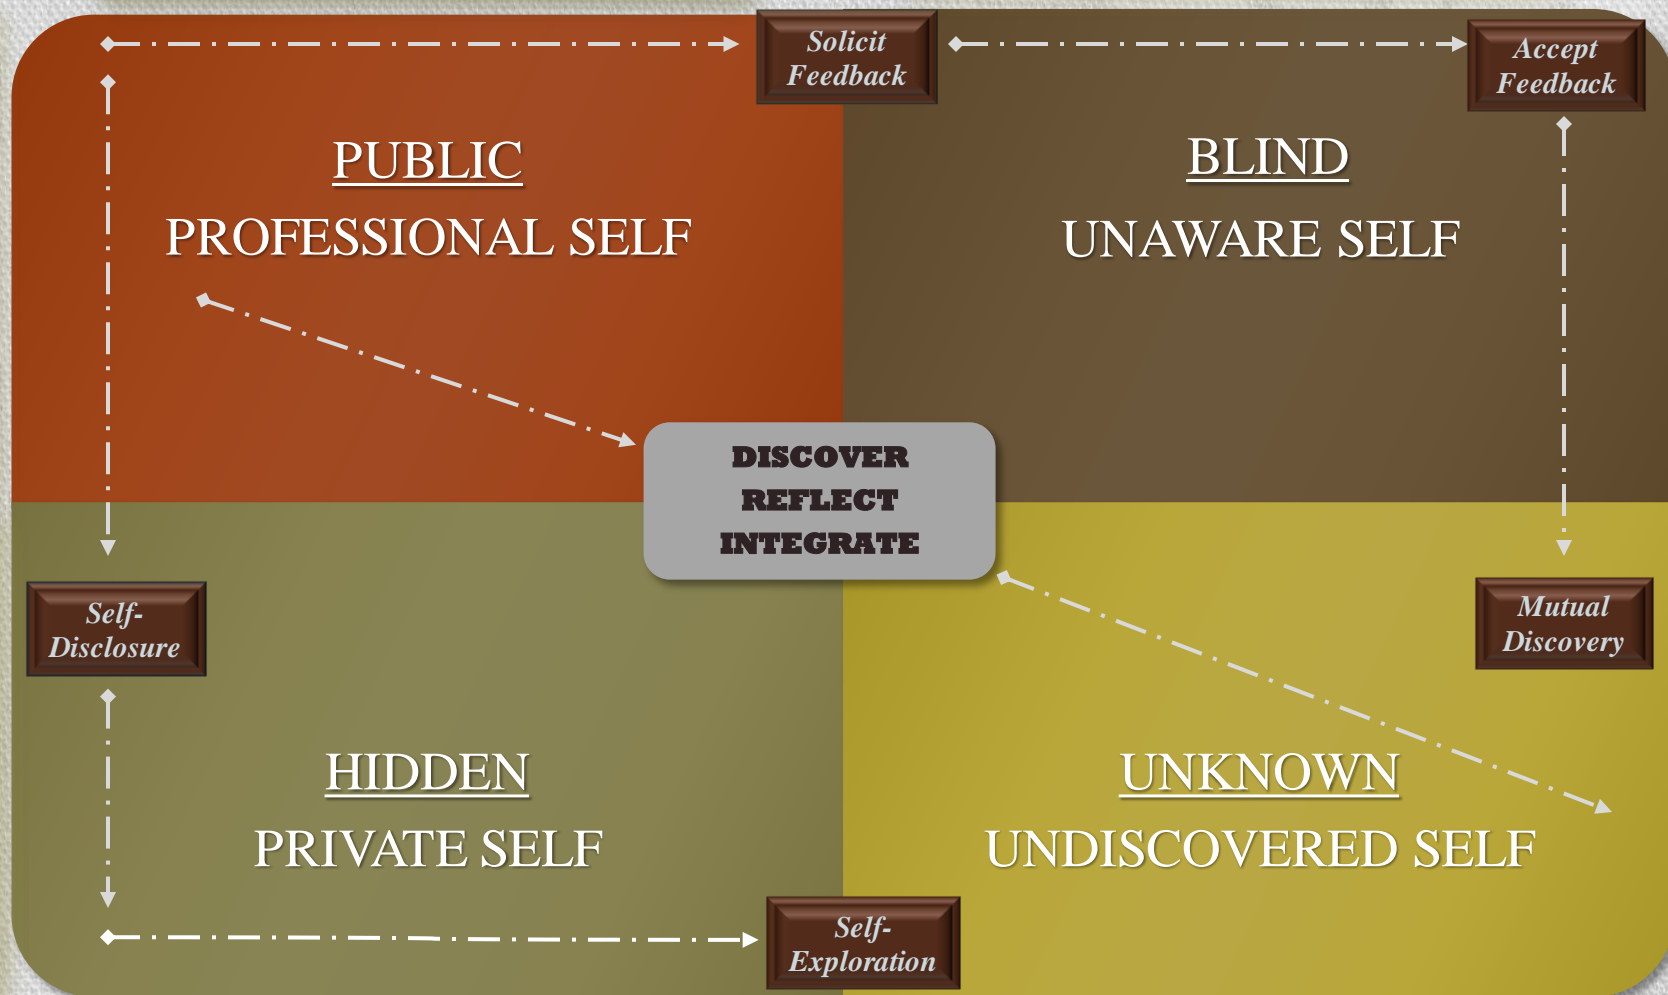 Solicit
Feedback
Accept
Feedback
PUBLIC
PROFESSIONAL SELF
BLIND
UNAWARE SELF
DISCOVER
REFLECT
INTEGRATE
Self-
Disclosure
Mutual
Discovery
HIDDEN
PRIVATE SELF
UNKNOWN
UNDISCOVERED SELF
Self-
Exploration